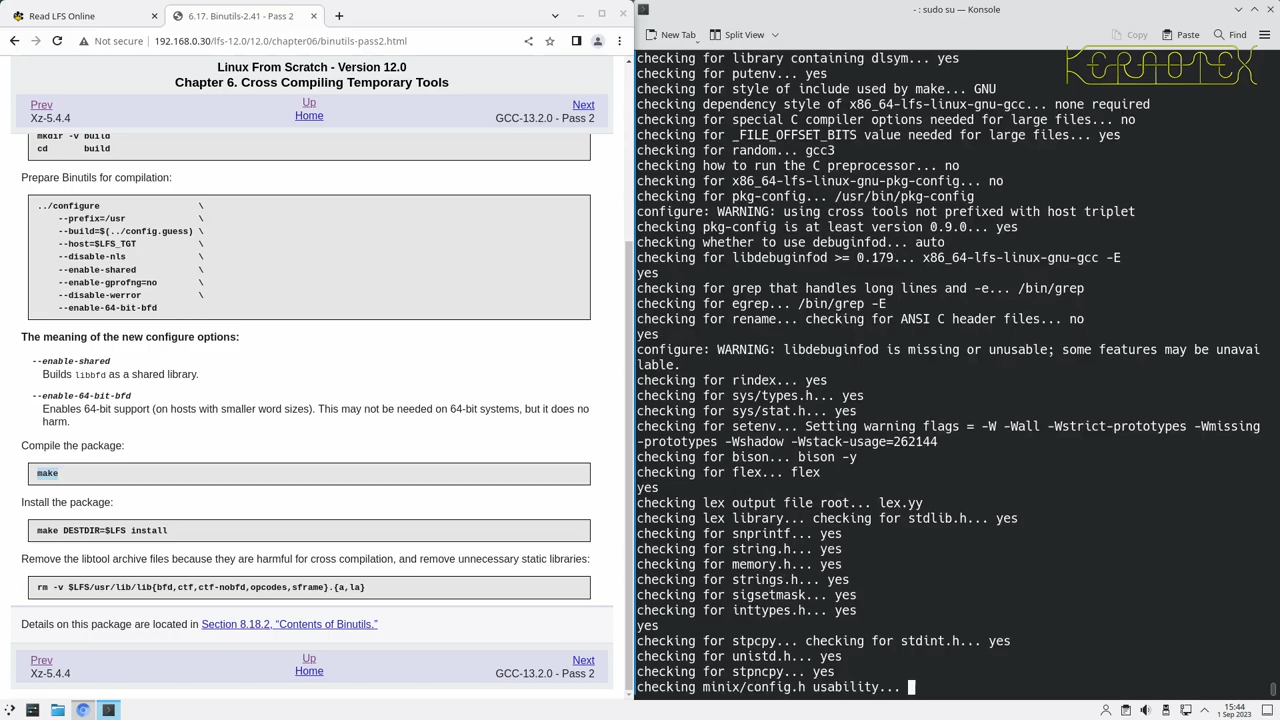 Read LFS Online
6.17. Binutils-2.41 - Pass 2
Not secure 192.168.0.30/lfs-12.0/12.0/chapter06/binutils-pass2.html
Linux From Scratch - Version 12.0
Chapter 6. Cross Compiling Temporary Tools
Prev Up Next
Xz-5.4.4 Home GCC-13.2.0 - Pass 2
mkdir -v build
cd       build
Prepare Binutils for compilation:
../configure                   \
    --prefix=/usr              \
    --build=$(../config.guess) \
    --host=$LFS_TGT            \
    --disable-nls              \
    --enable-shared            \
    --enable-gprofng=no        \
    --disable-werror           \
    --enable-64-bit-bfd
The meaning of the new configure options:
--enable-shared
Builds libbfd as a shared library.
--enable-64-bit-bfd
Enables 64-bit support (on hosts with smaller word sizes). This may not be needed on 64-bit systems, but it does no
harm.
Compile the package:
make
Install the package:
make DESTDIR=$LFS install
Remove the libtool archive files because they are harmful for cross compilation, and remove unnecessary static libraries:
rm -v $LFS/usr/lib/lib{bfd,ctf,ctf-nobfd,opcodes,sframe}.{a,la}
Details on this package are located in Section 8.18.2, “Contents of Binutils.”
Prev Up Next
Xz-5.4.4 Home GCC-13.2.0 - Pass 2
- : sudo su — Konsole
New Tab Split View Copy Paste Find
KERNOTEX
checking for library containing dlsym... yes
checking for putenv... yes
checking for style of include used by make... GNU
checking dependency style of x86_64-lfs-linux-gnu-gcc... none required
checking for special C compiler options needed for large files... no
checking for _FILE_OFFSET_BITS value needed for large files... yes
checking for random... gcc3
checking how to run the C preprocessor... no
checking for x86_64-lfs-linux-gnu-pkg-config... no
checking for pkg-config... /usr/bin/pkg-config
configure: WARNING: using cross tools not prefixed with host triplet
checking pkg-config is at least version 0.9.0... yes
checking whether to use debuginfod... auto
checking for libdebuginfod >= 0.179... x86_64-lfs-linux-gnu-gcc -E
yes
checking for grep that handles long lines and -e... /bin/grep
checking for egrep... /bin/grep -E
checking for rename... checking for ANSI C header files... no
yes
configure: WARNING: libdebuginfod is missing or unusable; some features may be unavai
lable.
checking for rindex... yes
checking for sys/types.h... yes
checking for sys/stat.h... yes
checking for setenv... Setting warning flags = -W -Wall -Wstrict-prototypes -Wmissing
-prototypes -Wshadow -Wstack-usage=262144
checking for bison... bison -y
checking for flex... flex
yes
checking lex output file root... lex.yy
checking lex library... checking for stdlib.h... yes
checking for snprintf... yes
checking for string.h... yes
checking for memory.h... yes
checking for strings.h... yes
checking for sigsetmask... yes
checking for inttypes.h... yes
yes
checking for stpcpy... checking for stdint.h... yes
checking for unistd.h... yes
checking for stpncpy... yes
checking minix/config.h usability...
15:44
1 Sep 2023